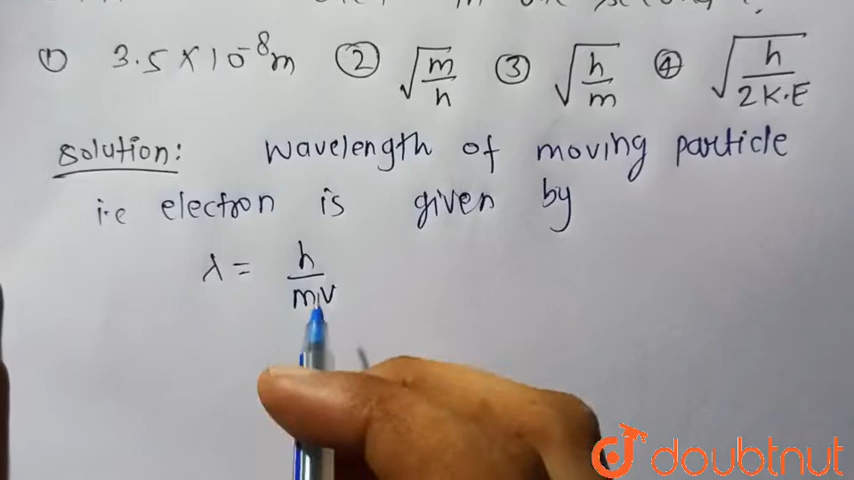 ① 3.5 × 10⁻⁸m ② √(m/h) ③ √(h/m) ④ √(h/2K.E)
Solution: Wavelength of moving particle
i.e electron is given by
λ = h/mv
doubtnut